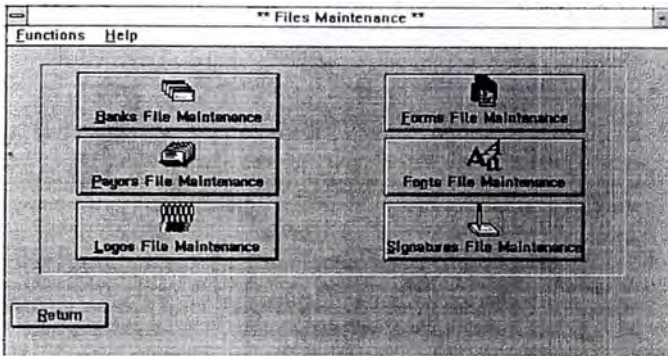 ** Files Maintenance **
Functions Help
Banks File Maintenance
Forms File Maintenance
Payors File Maintenance
Fonts File Maintenance
Logos File Maintenance
Signatures File Maintenance
Return